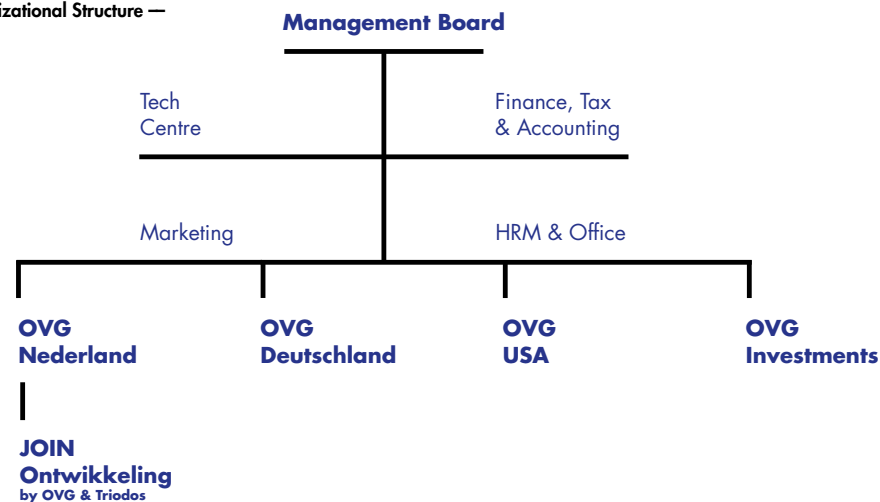 izational Structure —
Management Board
Tech
Centre
Finance, Tax
& Accounting
Marketing
HRM & Office
OVG
Nederland
OVG
Deutschland
OVG
USA
OVG
Investments
JOIN
Ontwikkeling
by OVG & Triodos